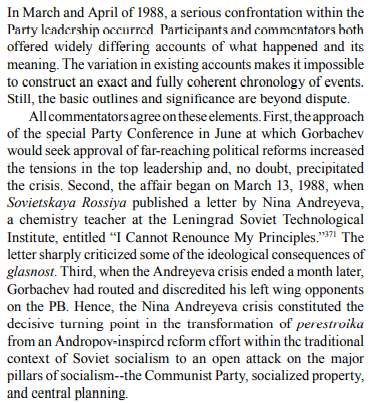 In March and April of 1988, a serious confrontation within the
Party leadership occurred. Participants and commentators both
offered widely differing accounts of what happened and its
meaning. The variation in existing accounts makes it impossible
to construct an exact and fully coherent chronology of events.
Still, the basic outlines and significance are beyond dispute.
All commentators agree on these elements. First, the approach
of the special Party Conference in June at which Gorbachev
would seek approval of far-reaching political reforms increased
the tensions in the top leadership and, no doubt, precipitated
the crisis. Second, the affair began on March 13, 1988, when
Sovietskaya Rossiya published a letter by Nina Andreyeva,
a chemistry teacher at the Leningrad Soviet Technological
Institute, entitled “I Cannot Renounce My Principles.”371 The
letter sharply criticized some of the ideological consequences of
glasnost. Third, when the Andreyeva crisis ended a month later,
Gorbachev had routed and discredited his left wing opponents
on the PB. Hence, the Nina Andreyeva crisis constituted the
decisive turning point in the transformation of perestroika
from an Andropov-inspired reform effort within the traditional
context of Soviet socialism to an open attack on the major
pillars of socialism--the Communist Party, socialized property,
and central planning.